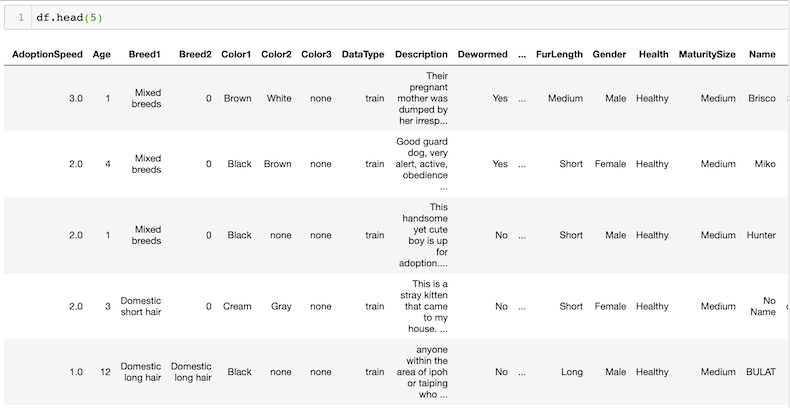 1 df.head(5)
AdoptionSpeed Age Breed1 Breed2 Color1 Color2 Color3 DataType Description Dewormed ... FurLength Gender Health MaturitySize Name
Their
pregnant
3.0 1 Mixed breeds 0 Brown White none train mother was Yes ... Medium Male Healthy Medium Brisco
dumped by
her irresp...
Good guard
dog, very
2.0 4 Mixed breeds 0 Black Brown none train alert, active, Yes ... Short Female Healthy Medium Miko
obedience
...
This
handsome
2.0 1 Mixed breeds 0 Black none none train yet cute No ... Short Male Healthy Medium Hunter
boy is up
for
adoption....
This is a
stray kitten
2.0 3 Domestic short hair 0 Cream Gray none train that came No ... Short Female Healthy Medium No Name
to my
house. ...
anyone
within the
1.0 12 Domestic long hair Domestic long hair Black none none train area of ipoh No ... Long Male Healthy Medium BULAT
or taiping
who ...